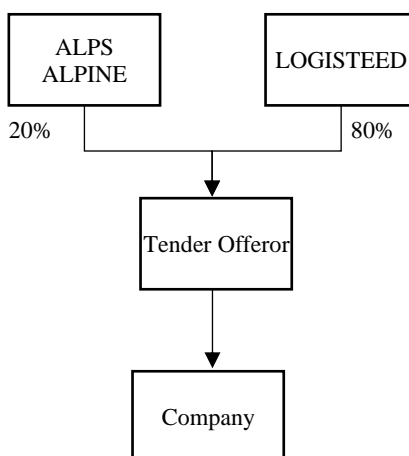 ALPS
ALPINE
LOGISTEED
20%
80%
Tender Offeror
Company